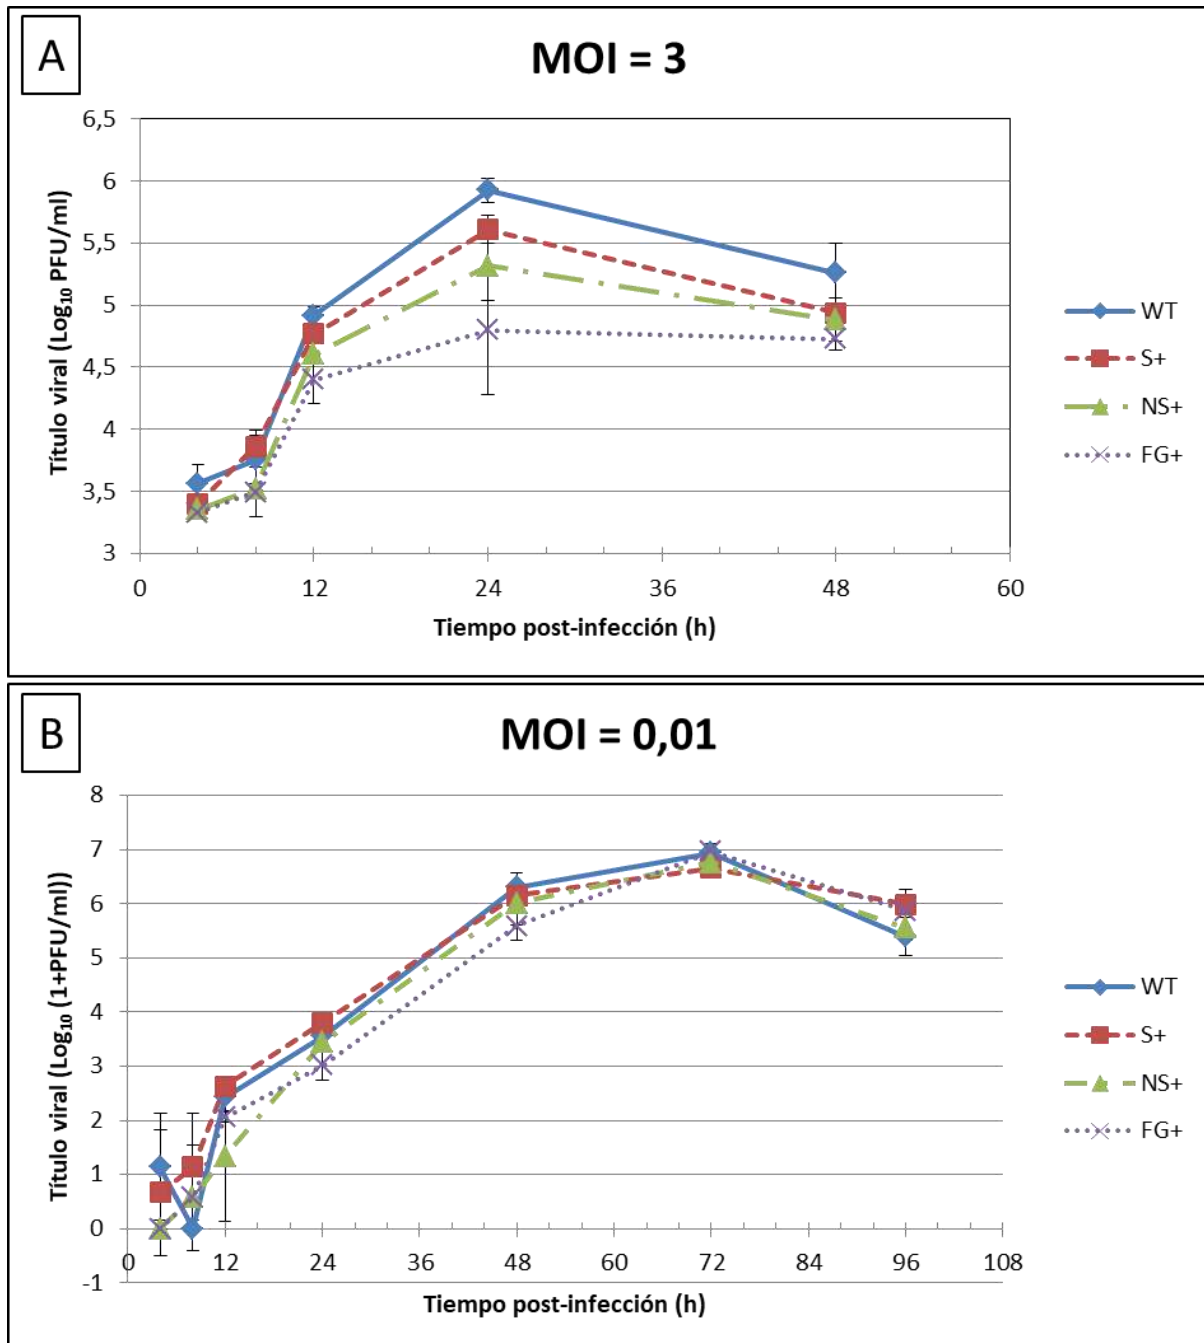 A
MOI = 3
Título viral (Log₁₀ PFU/ml)
6,5
6
5,5
5
4,5
4
3,5
3
0 12 24 36 48 60
Tiempo post-infección (h)
WT
S+
NS+
FG+
B
MOI = 0,01
Título viral (Log₁₀ (1+PFU/ml))
8
7
6
5
4
3
2
1
0
-1
0 12 24 36 48 60 72 84 96 108
Tiempo post-infección (h)
WT
S+
NS+
FG+